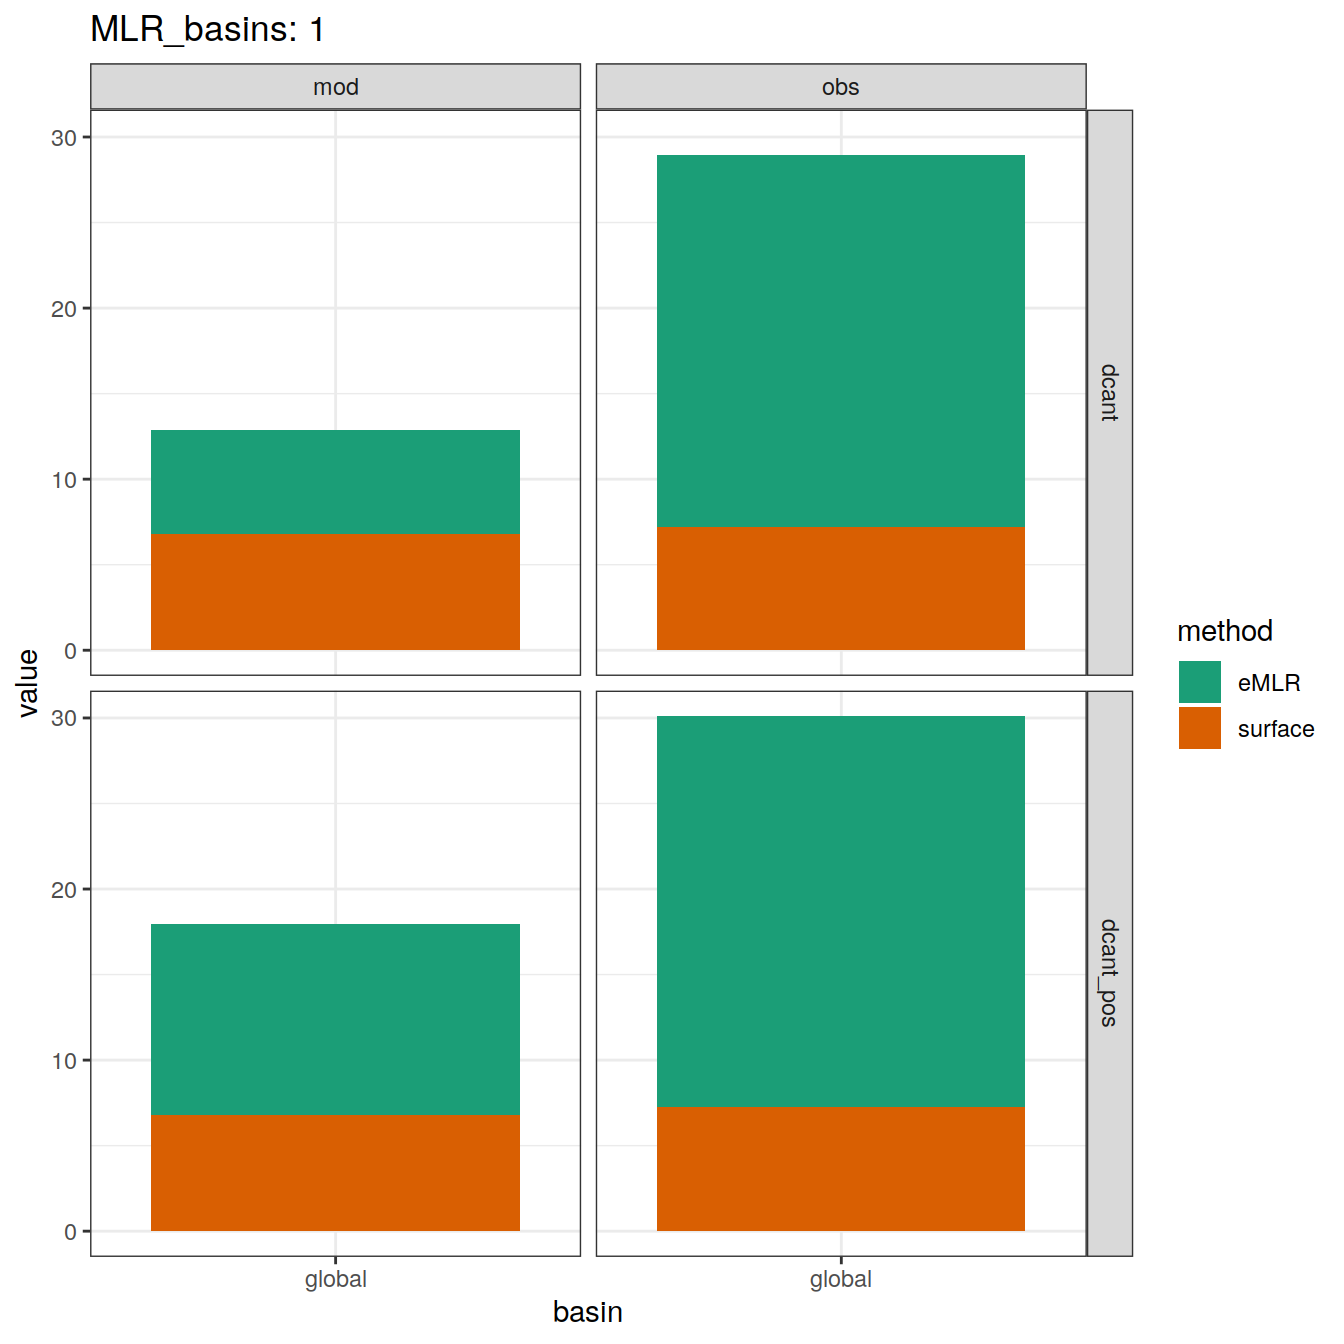 MLR_basins: 1
mod
obs
30
20
10
0
dcant
value
30
20
10
0
dcant_pos
global
global
basin
method
eMLR
surface